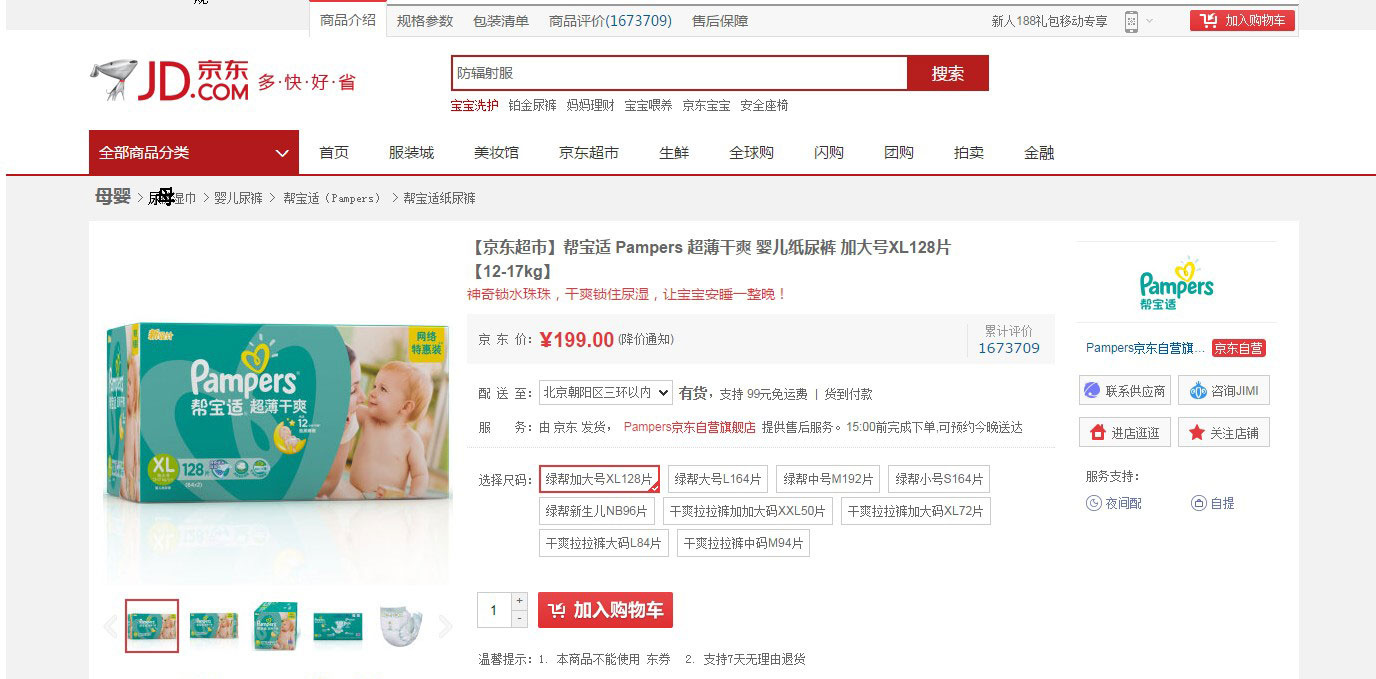 商品介绍 规格参数 包装清单 商品评价(1673709) 售后保障 新人188礼包移动专享 加入购物车
JD.COM 京东 多·快·好·省
防辐射服 搜索
宝宝洗护 铂金尿裤 妈妈理财 宝宝喂养 京东宝宝 安全座椅
全部商品分类 首页 服装城 美妆馆 京东超市 生鲜 全球购 闪购 团购 拍卖 金融
母婴 > 湿巾 > 婴儿尿裤 > 帮宝适（Pampers） > 帮宝适纸尿裤
【京东超市】帮宝适 Pampers 超薄干爽 婴儿纸尿裤 加大号XL128片
【12-17kg】
神奇锁水珠珠，干爽锁住尿湿，让宝宝安睡一整晚！
京 东 价： ¥199.00 (降价通知)
累计评价
1673709
配 送 至： 北京朝阳区三环以内 有货，支持 99元免运费 | 货到付款
服 务：由 京东 发货， Pampers京东自营旗舰店 提供售后服务。15:00前完成下单,可预约今晚送达
选择尺码： 绿帮加大号XL128片 绿帮大号L164片 绿帮中号M192片 绿帮小号S164片
绿帮新生儿NB96片 干爽拉拉裤加加大码XXL50片 干爽拉拉裤加大码XL72片
干爽拉拉裤大码L84片 干爽拉拉裤中码M94片
1 + - 加入购物车
温馨提示：1. 本商品不能使用 东券 2. 支持7天无理由退货
网络
特惠装
Pampers
帮宝适 超薄干爽
12
XL 128片
Pampers
帮宝适
Pampers京东自营旗... 京东自营
联系供应商 咨询JIMI
进店逛逛 关注店铺
服务支持：
夜间配 自提